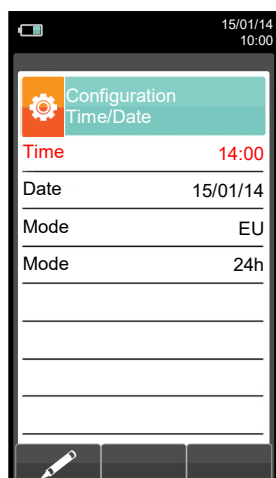 15/01/14
10:00
Configuration
Time/Date
Time 14:00
Date 15/01/14
Mode EU
Mode 24h